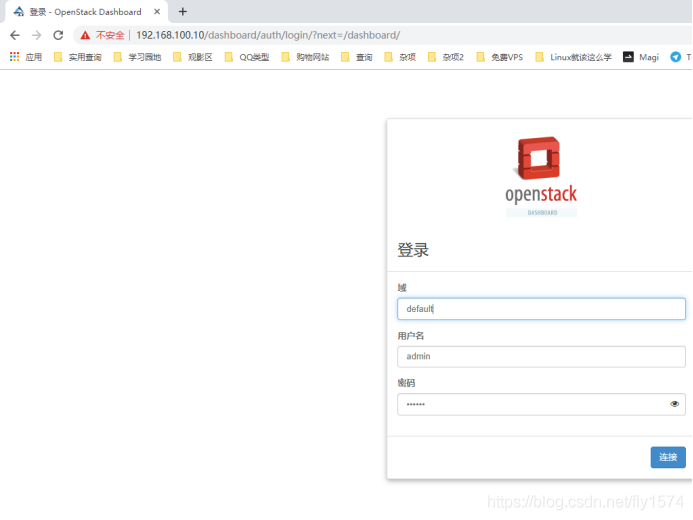 登录 - OpenStack Dashboard
不安全 | 192.168.100.10/dashboard/auth/login/?next=/dashboard/
应用 实用查询 学习园地 观影区 QQ类型 购物网站 查询 杂项 杂项2 免费VPS Linux就该这么学 Magi
openstack
DASHBOARD
登录
域
default
用户名
admin
密码
••••••
连接
https://blog.csdn.net/fly1574